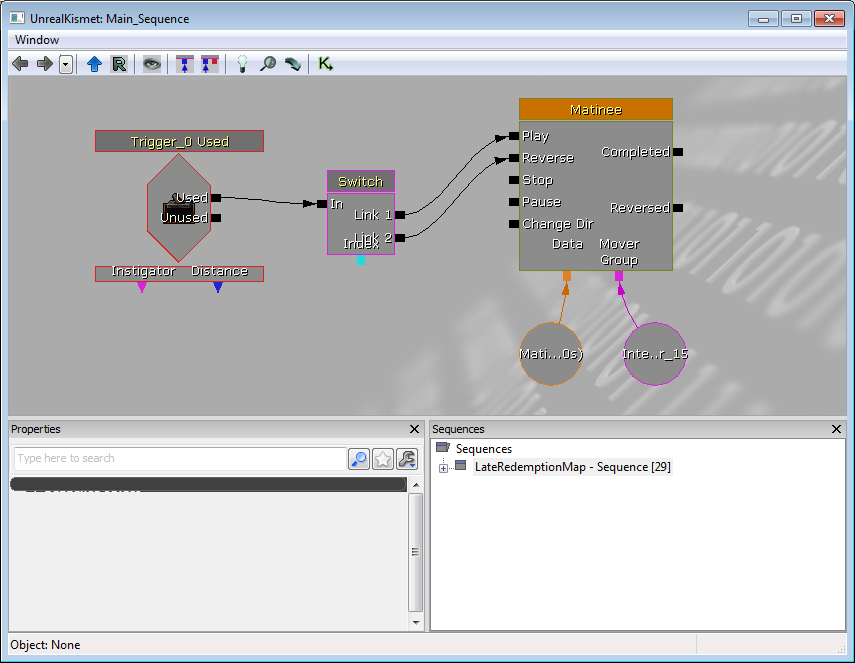 UnrealKismet: Main_Sequence
Window
Trigger_0 Used
Used
Unused
Instigator Distance
Switch
In
Link 1
Link 2
Index
Matinee
Play
Reverse
Stop
Pause
Change Dir
Completed
Reversed
Data
Mover
Group
Mati...0s)
Inte..r_15
Properties
Type here to search
Sequences
Sequences
LateRedemptionMap - Sequence [29]
Object: None